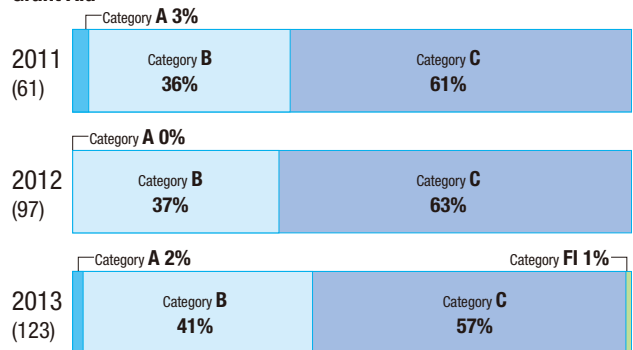 Category A 3%
2011
(61)
Category B
36%
Category C
61%
Category A 0%
2012
(97)
Category B
37%
Category C
63%
Category A 2%
Category FI 1%
2013
(123)
Category B
41%
Category C
57%